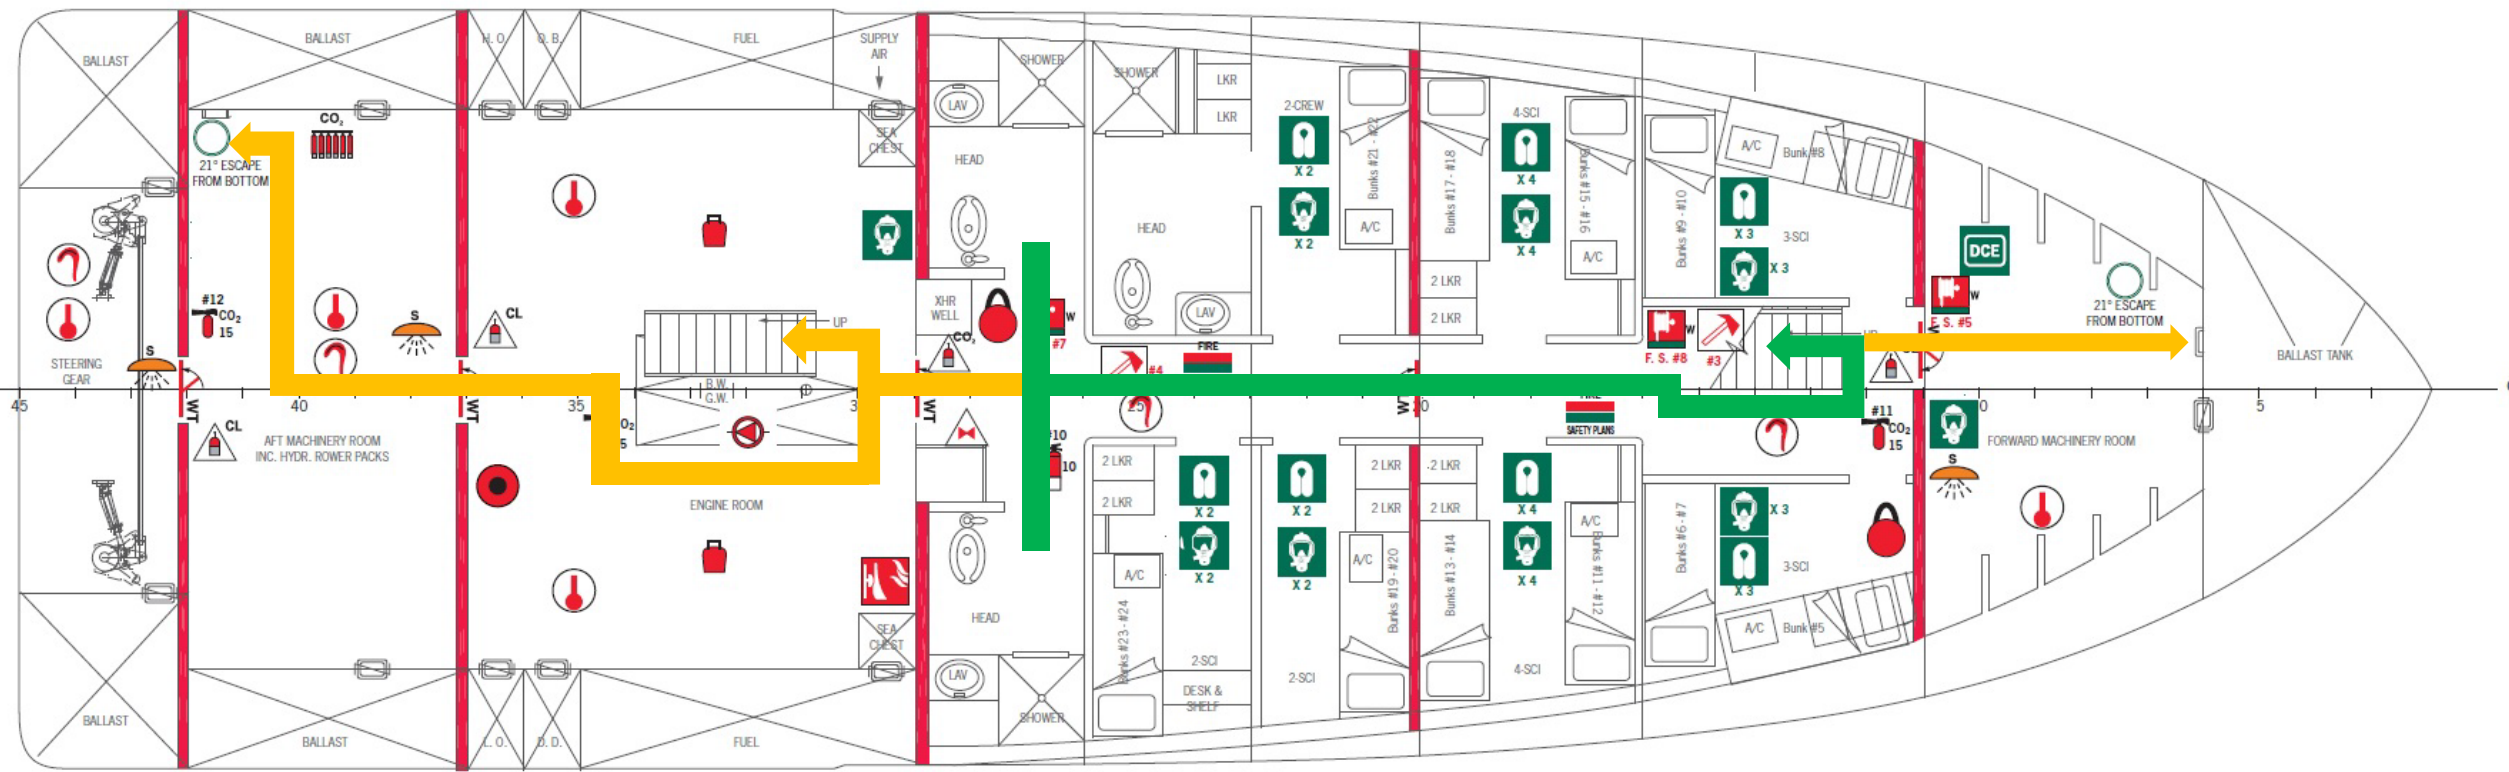 BALLAST
BALLAST
H. O.
O. B.
FUEL
SUPPLY
AIR
SHOWER
SHOWER
LKR
LKR
LAV
2-CREW
4-SCI
CO₂
SEA
CHEST
HEAD
21° ESCAPE
FROM BOTTOM
X 2
X 2
Bunks #21 - #22
A/C
Bunks #17 - #18
X 4
X 4
Bunks #15 - #16
A/C
Bunks #9 - #10
A/C
Bunk #8
X 3
3-SCI
X 3
DCE
HEAD
LAV
2 LKR
2 LKR
#12
CO₂
15
S
CL
XHR
WELL
UP
CO₂
W
#7
FIRE
#4
F. S. #8
W
#3
UP
W
F. S. #5
21° ESCAPE
FROM BOTTOM
BALLAST TANK
STEERING
GEAR
S
B.W.
G.W.
45
40
35
25
5
WT
WT
WT
CL
AFT MACHINERY ROOM
INC. HYDR. ROWER PACKS
SAFETY PLANS
#11
CO₂
15
FORWARD MACHINERY ROOM
S
10
ENGINE ROOM
2 LKR
2 LKR
X 2
X 2
X 2
X 2
2 LKR
2 LKR
2 LKR
2 LKR
X 4
X 4
A/C
A/C
A/C
Bunks #23 - #24
Bunks #19 - #20
Bunks #13 - #14
Bunks #11 - #12
Bunks #6 - #7
X 3
X 3
3-SCI
A/C
Bunk #5
SEA
CHEST
HEAD
LAV
SHOWER
2-SCI
DESK &
SHELF
2-SCI
4-SCI
BALLAST
BALLAST
L. O.
D. D.
FUEL